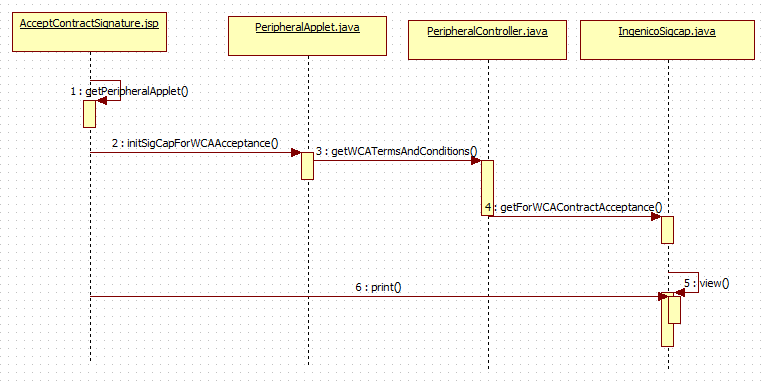 AcceptContractSignature.jsp
PeripheralApplet.java
PeripheralController.java
IngenicoSigcap.java
1 : getPeripheralApplet()
2 : initSigCapForWCAAcceptance()
3 : getWCATermsAndConditions()
4 : getForWCAContractAcceptance()
5 : view()
6 : print()